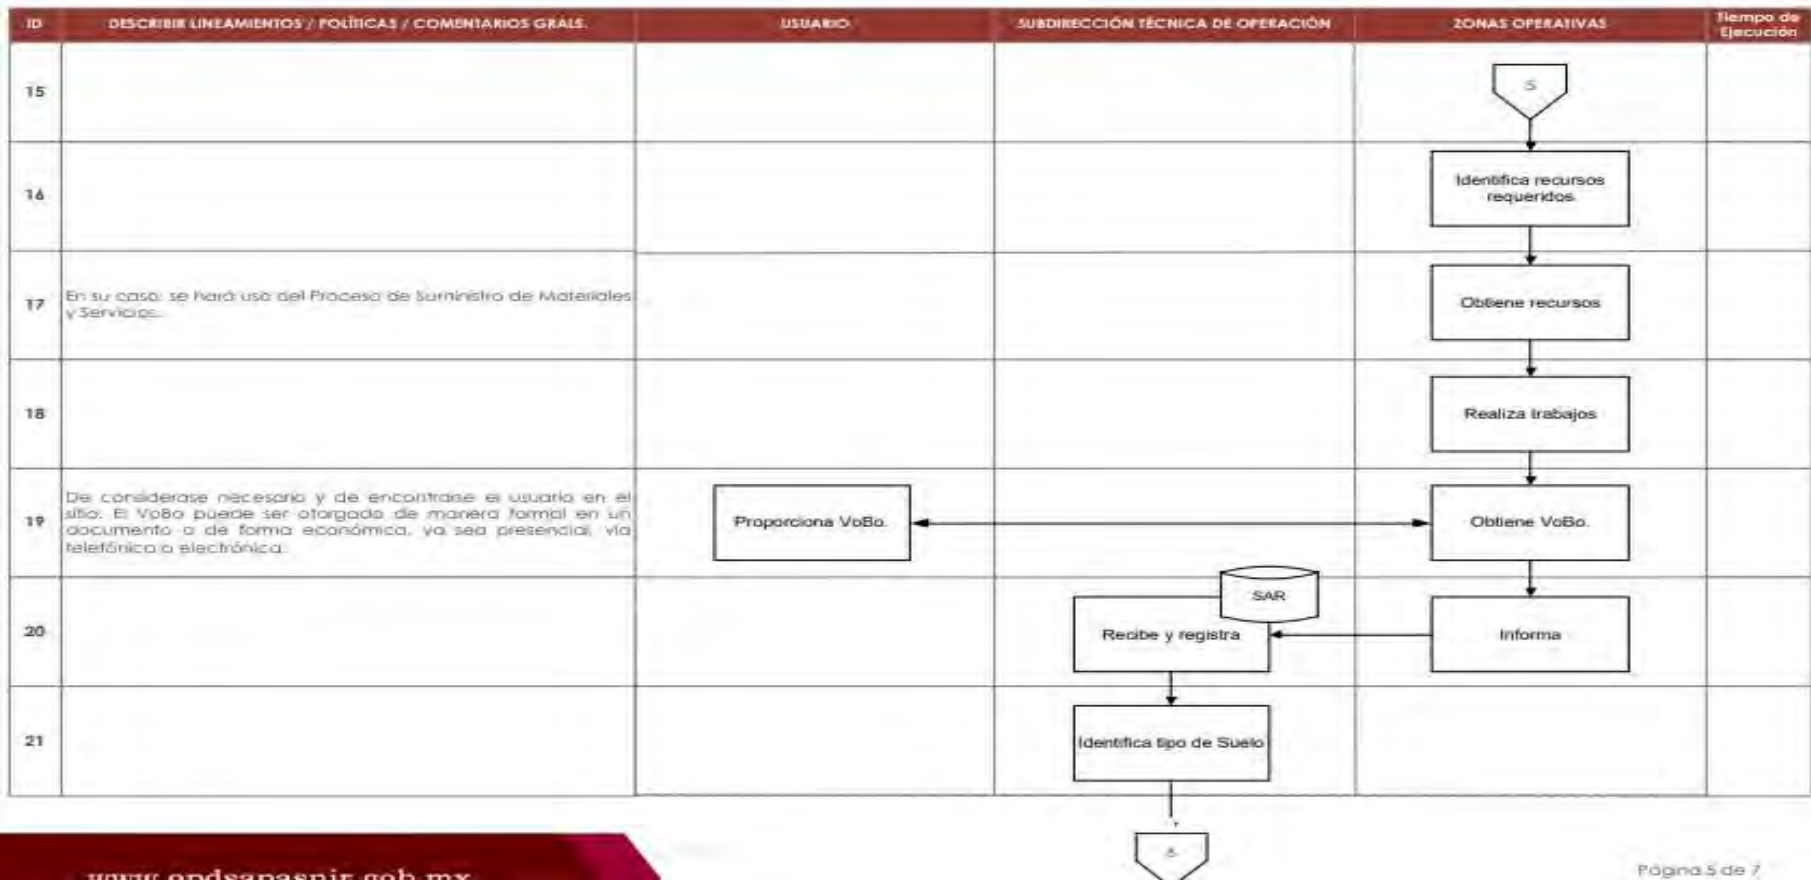 ID DESCRIBIR LINEAMIENTOS / POLÍTICAS / COMENTARIOS GRALS. USUARIO SUBDIRECCIÓN TÉCNICA DE OPERACIÓN ZONAS OPERATIVAS Tiempo de
Ejecución
15
5
16
Identifica recursos
requeridos.
17
En su caso, se hará uso del Proceso de Suministro de Materiales
y Servicios.
Obtiene recursos
18
Realiza trabajos
19
De considerase necesario y de encontrarse el usuario en el
sitio. El VoBo puede ser otorgado de manera formal en un
documento o de forma económica, ya sea presencial, vía
telefónica o electrónica.
Proporciona VoBo.
Obtiene VoBo.
SAR
20
Recibe y registra
Informa
21
Identifica tipo de Suelo
Página 5 de 7